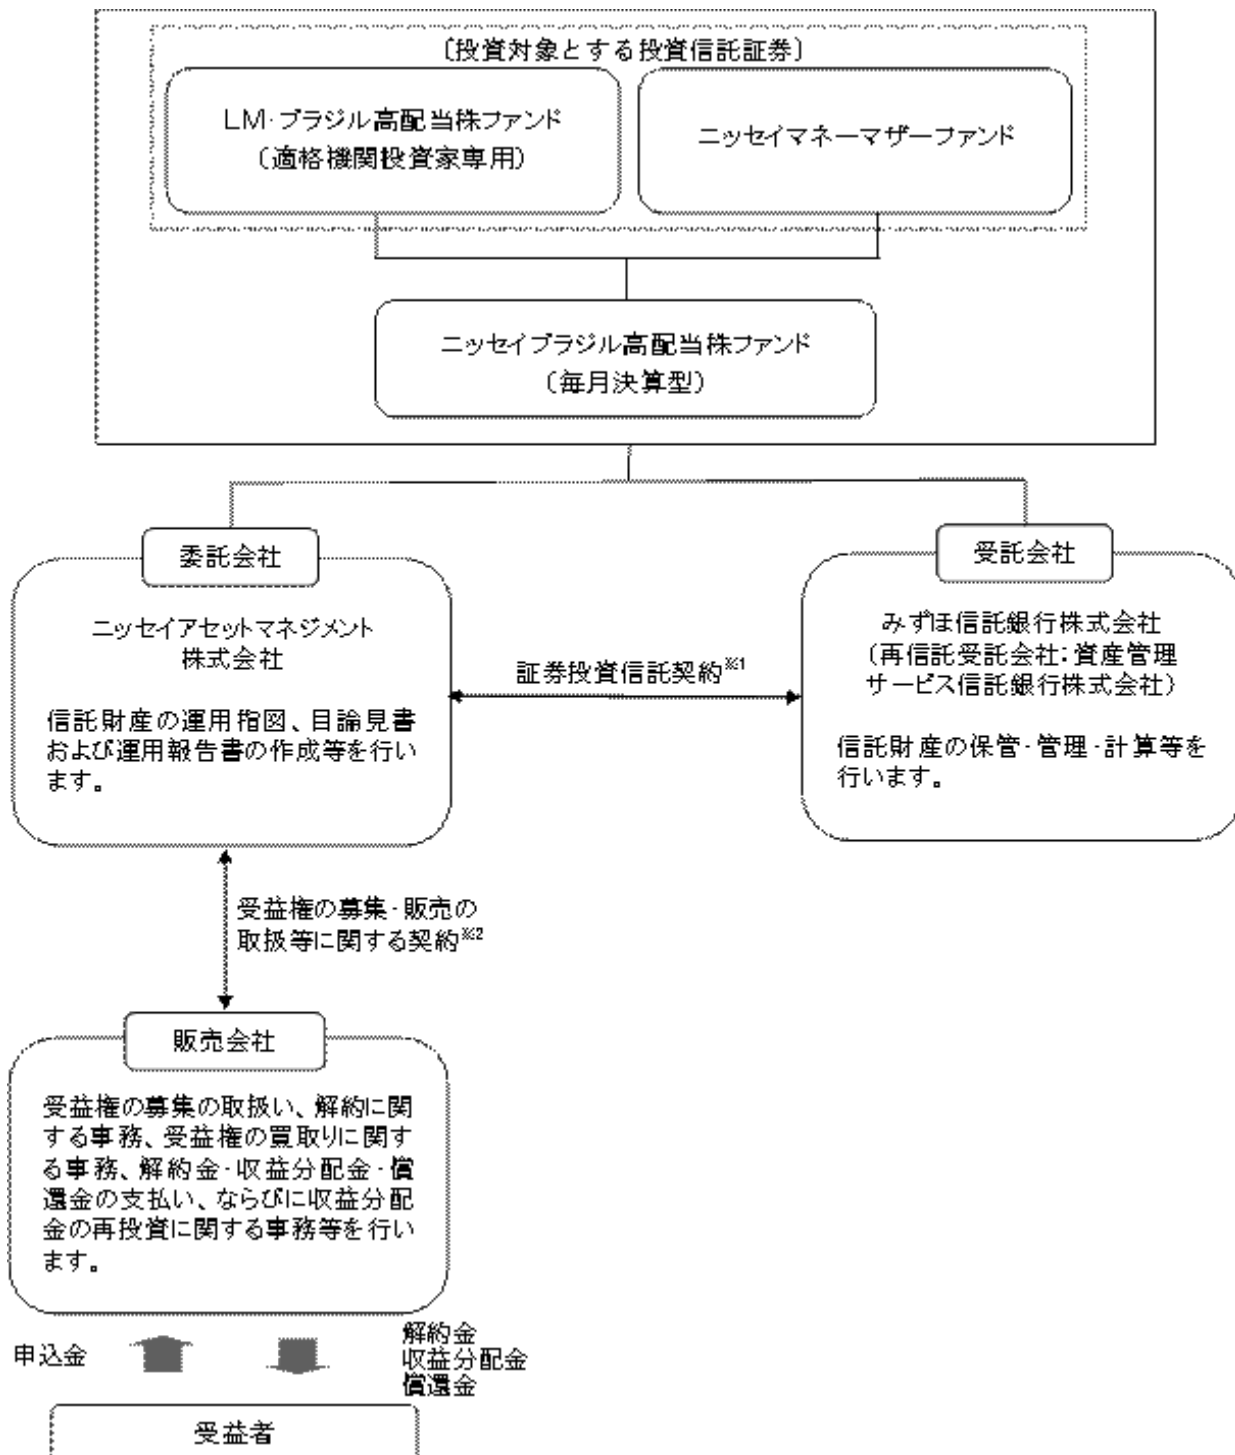 〔投資対象とする投資信託証券〕
LM・ブラジル高配当株ファンド
（適格機関投資家専用）
ニッセイマネーマザーファンド
ニッセイブラジル高配当株ファンド
（毎月決算型）
委託会社
ニッセイアセットマネジメント
株式会社
信託財産の運用指図、目論見書
および運用報告書の作成等を行い
ます。
証券投資信託契約※1
受託会社
みずほ信託銀行株式会社
（再信託受託会社：資産管理
サービス信託銀行株式会社）
信託財産の保管・管理・計算等を
行います。
受益権の募集・販売の
取扱等に関する契約※2
販売会社
受益権の募集の取扱い、解約に関
する事務、受益権の買取りに関す
る事務、解約金・収益分配金・償
還金の支払い、ならびに収益分配
金の再投資に関する事務等を行い
ます。
申込金
解約金
収益分配金
償還金
受益者